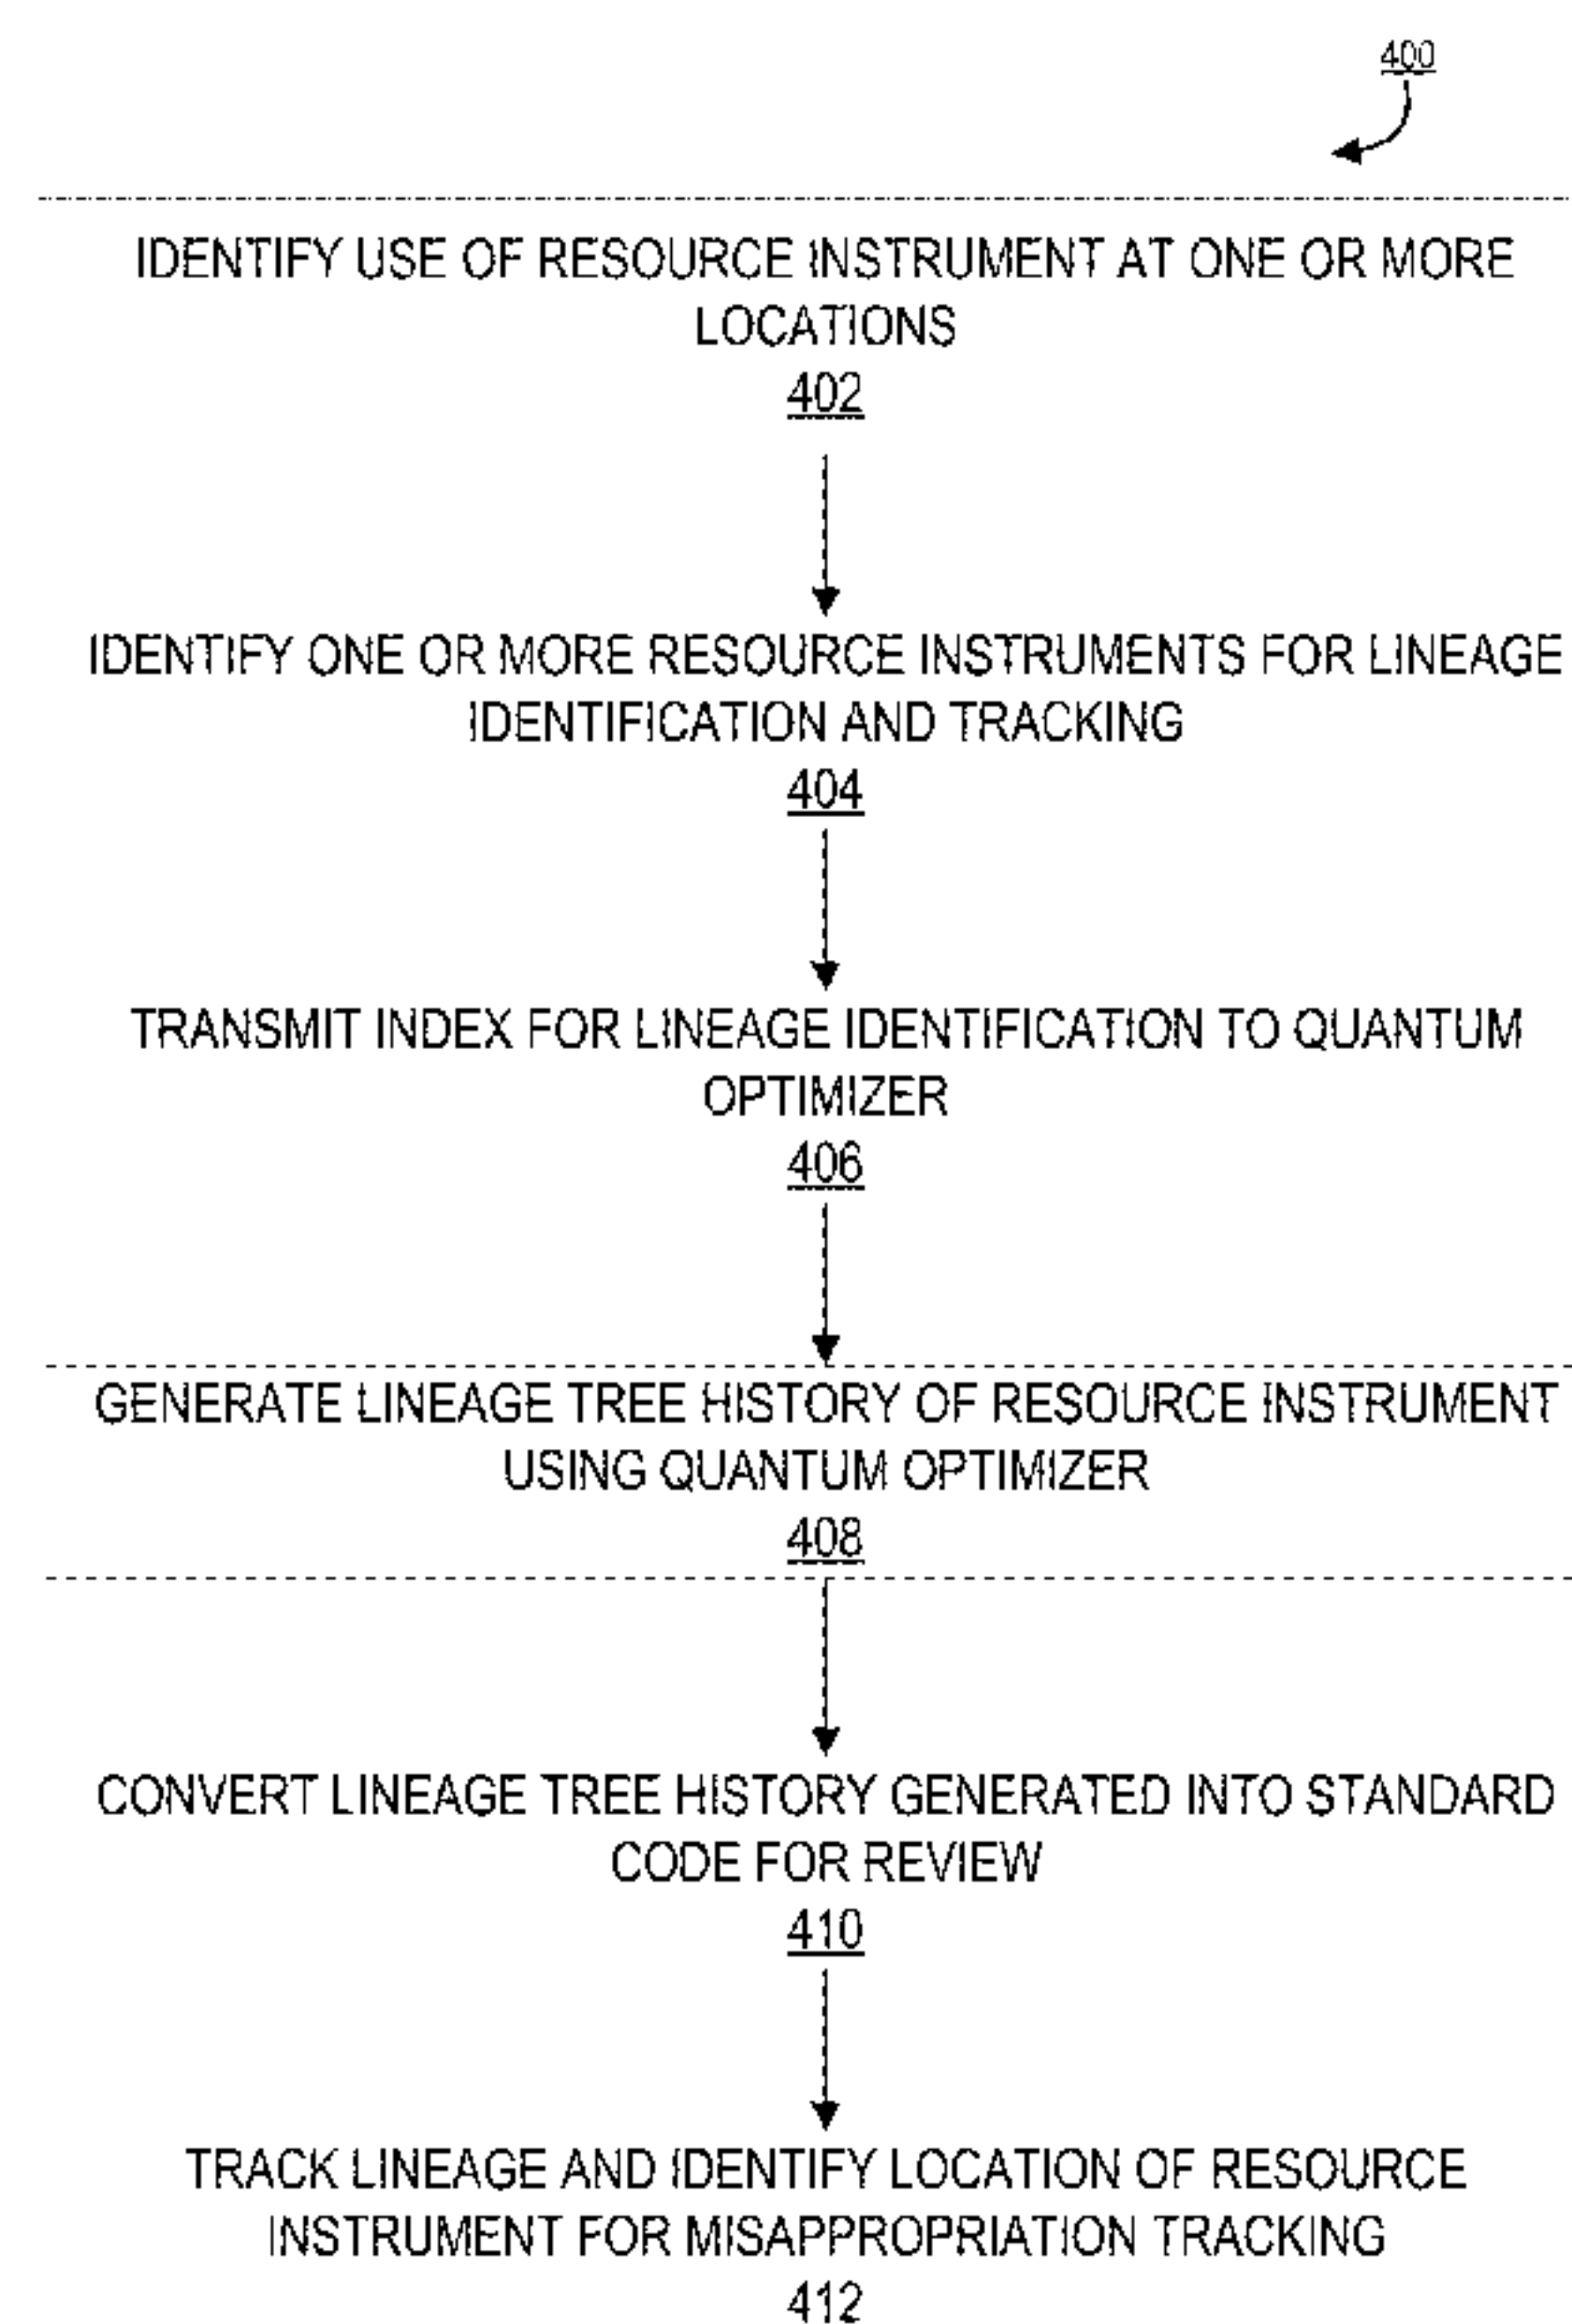 400
IDENTIFY USE OF RESOURCE INSTRUMENT AT ONE OR MORE
LOCATIONS
402
IDENTIFY ONE OR MORE RESOURCE INSTRUMENTS FOR LINEAGE
IDENTIFICATION AND TRACKING
404
TRANSMIT INDEX FOR LINEAGE IDENTIFICATION TO QUANTUM
OPTIMIZER
406
GENERATE LINEAGE TREE HISTORY OF RESOURCE INSTRUMENT
USING QUANTUM OPTIMIZER
408
CONVERT LINEAGE TREE HISTORY GENERATED INTO STANDARD
CODE FOR REVIEW
410
TRACK LINEAGE AND IDENTIFY LOCATION OF RESOURCE
INSTRUMENT FOR MISAPPROPRIATION TRACKING
412